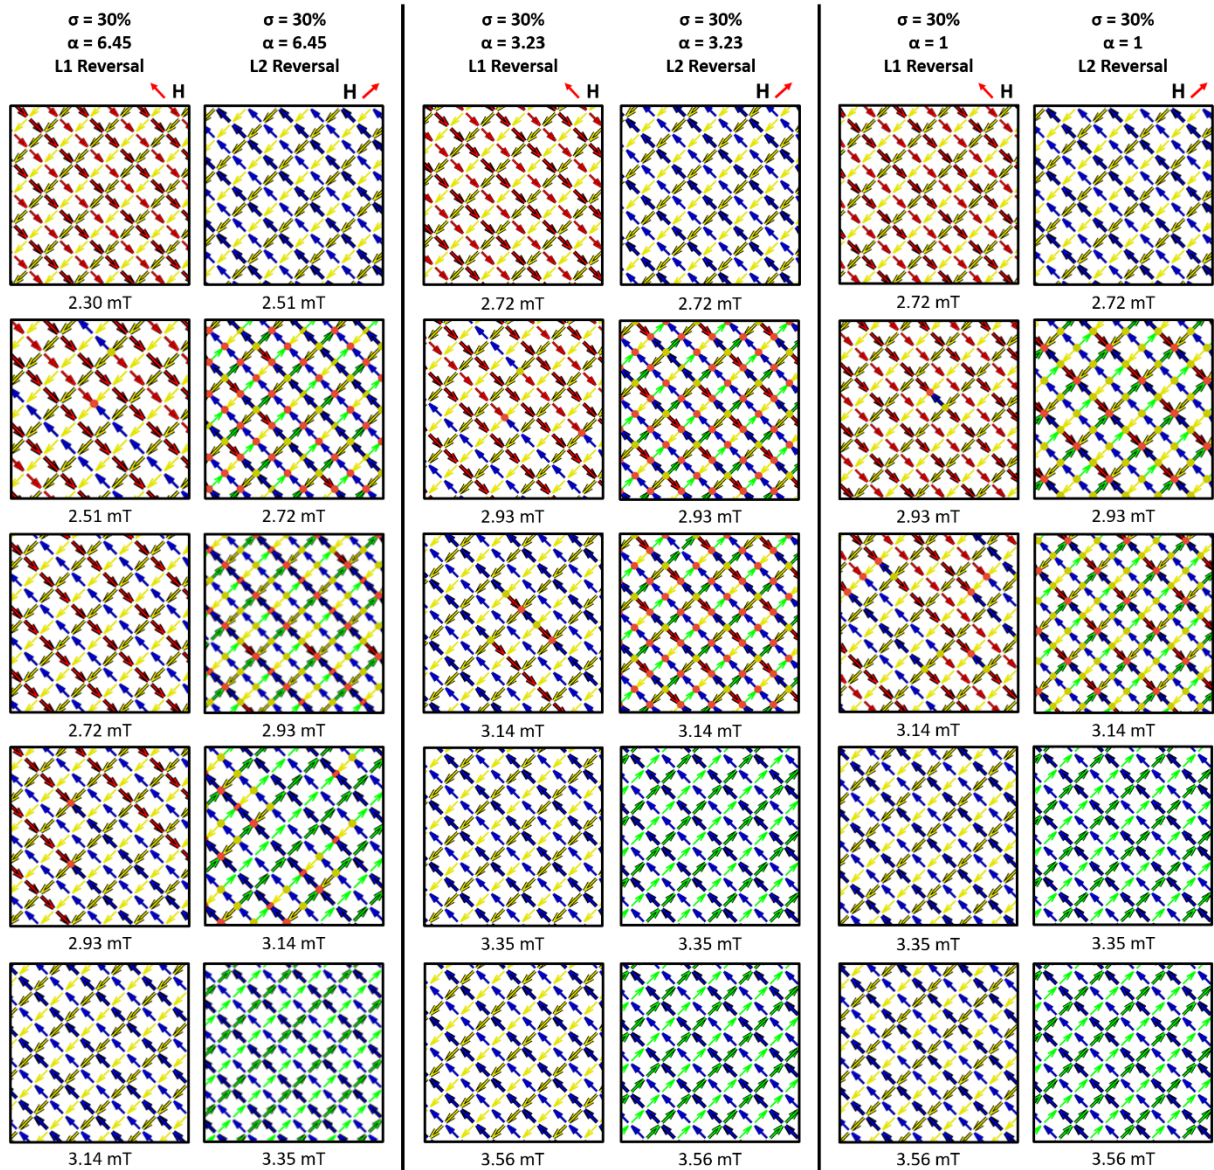 σ = 30%
α = 6.45
L1 Reversal
H
σ = 30%
α = 6.45
L2 Reversal
H
σ = 30%
α = 3.23
L1 Reversal
H
σ = 30%
α = 3.23
L2 Reversal
H
σ = 30%
α = 1
L1 Reversal
H
σ = 30%
α = 1
L2 Reversal
H
2.30 mT
2.51 mT
2.72 mT
2.72 mT
2.72 mT
2.72 mT
2.51 mT
2.72 mT
2.93 mT
2.93 mT
2.93 mT
2.93 mT
2.72 mT
2.93 mT
3.14 mT
3.14 mT
3.14 mT
3.14 mT
2.93 mT
3.14 mT
3.35 mT
3.35 mT
3.35 mT
3.35 mT
3.14 mT
3.35 mT
3.56 mT
3.56 mT
3.56 mT
3.56 mT